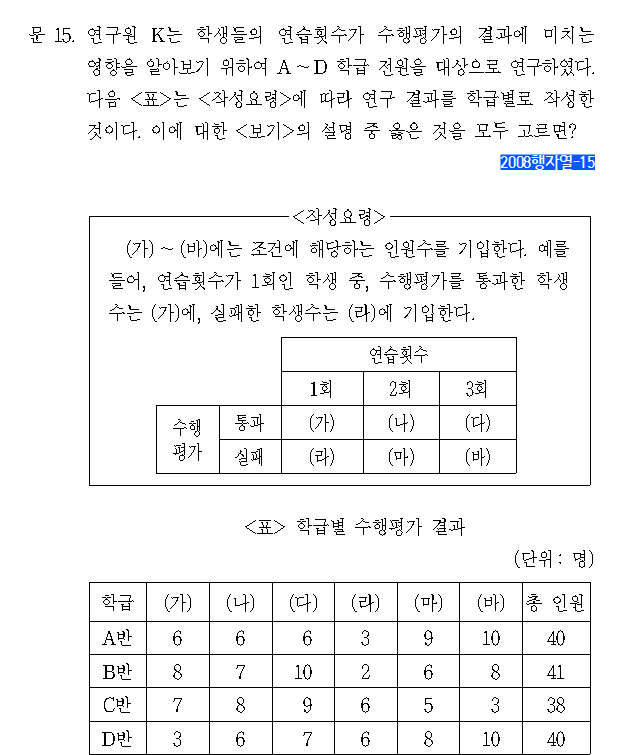 문 15. 연구원 K는 학생들의 연습횟수가 수행평가의 결과에 미치는
영향을 알아보기 위하여 A~D 학급 전원을 대상으로 연구하였다.
다음 <표>는 <작성요령>에 따라 연구 결과를 학급별로 작성한
것이다. 이에 대한 <보기>의 설명 중 옳은 것을 모두 고르면?
2008행자열-15
<작성요령>
(가)~(바)에는 조건에 해당하는 인원수를 기입한다. 예를
들어, 연습횟수가 1회인 학생 중, 수행평가를 통과한 학생
수는 (가)에, 실패한 학생수는 (라)에 기입한다.
연습횟수
1회 2회 3회
수행 평가 통과 (가) (나) (다)
실패 (라) (마) (바)
<표> 학급별 수행평가 결과
(단위 : 명)
학급 (가) (나) (다) (라) (마) (바) 총 인원
A반 6 6 6 3 9 10 40
B반 8 7 10 2 6 8 41
C반 7 8 9 6 5 3 38
D반 3 6 7 6 8 10 40